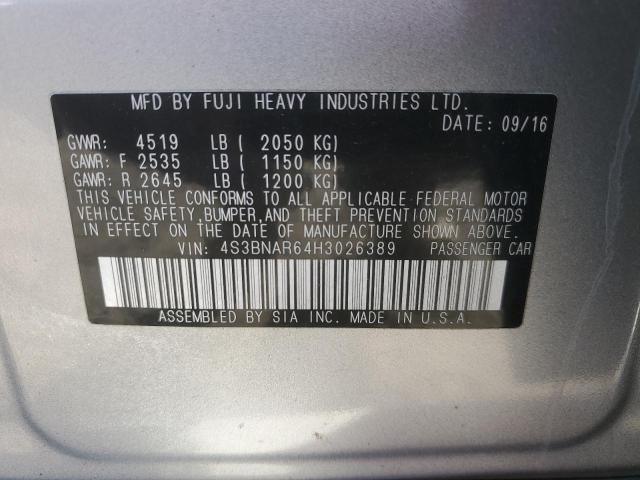 MFD BY FUJI HEAVY INDUSTRIES LTD.
DATE: 09/16
GVWR: 4519 LB ( 2050 KG)
GAWR: F 2535 LB ( 1150 KG)
GAWR: R 2645 LB ( 1200 KG)
THIS VEHICLE CONFORMS TO ALL APPLICABLE FEDERAL MOTOR
VEHICLE SAFETY, BUMPER, AND THEFT PREVENTION STANDARDS
IN EFFECT ON THE DATE OF MANUFACTURE SHOWN ABOVE.
VIN: 4S3BNAR64H3026389 PASSENGER CAR
ASSEMBLED BY SIA INC. MADE IN U.S.A.